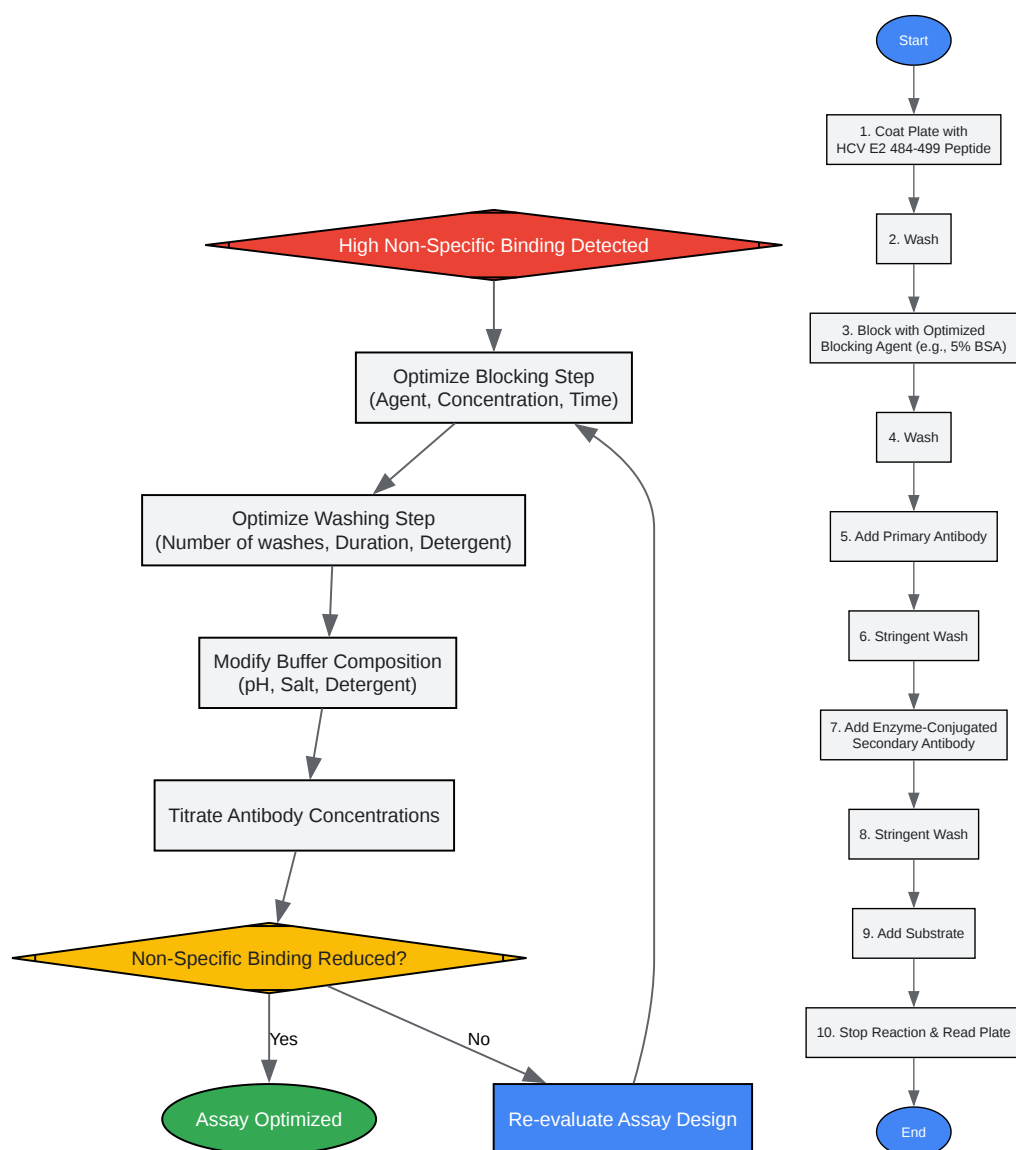 High Non-Specific Binding Detected
Optimize Blocking Step
(Agent, Concentration, Time)
Optimize Washing Step
(Number of washes, Duration, Detergent)
Modify Buffer Composition
(pH, Salt, Detergent)
Titrate Antibody Concentrations
Non-Specific Binding Reduced?
Yes
No
Assay Optimized
Re-evaluate Assay Design
Start
1. Coat Plate with
HCV E2 484-499 Peptide
2. Wash
3. Block with Optimized
Blocking Agent (e.g., 5% BSA)
4. Wash
5. Add Primary Antibody
6. Stringent Wash
7. Add Enzyme-Conjugated
Secondary Antibody
8. Stringent Wash
9. Add Substrate
10. Stop Reaction & Read Plate
End